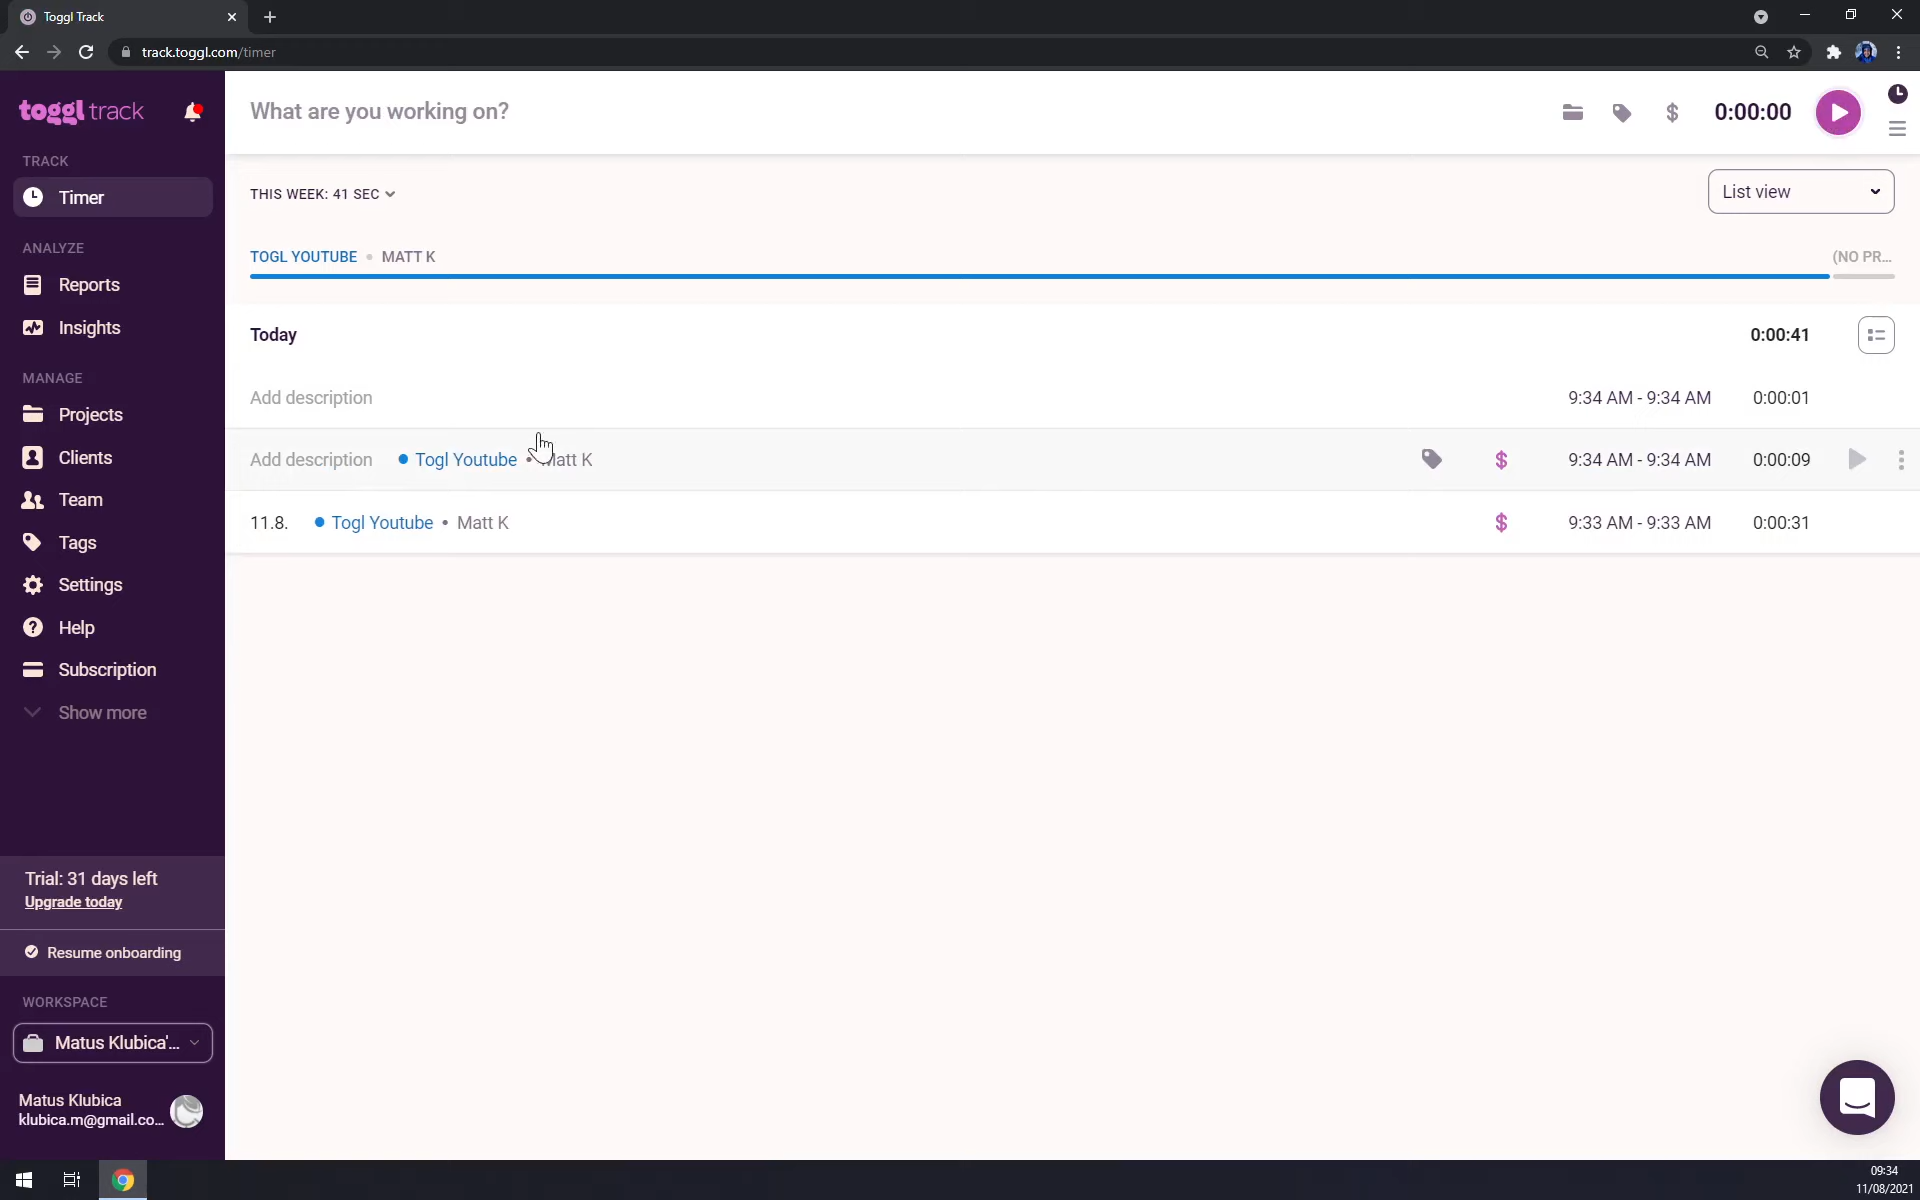 Toggl Track
track.toggl.com/timer
toggl track
What are you working on?
$
0:00:00
TRACK
Timer
THIS WEEK: 41 SEC
List view
ANALYZE
TOGL YOUTUBE • MATT K
(NO PR...
Reports
Insights
Today
0:00:41
MANAGE
Add description
9:34 AM - 9:34 AM
0:00:01
Projects
Clients
Add description • Togl Youtube • Matt K
$
9:34 AM - 9:34 AM
0:00:09
Team
11.8. • Togl Youtube • Matt K
$
9:33 AM - 9:33 AM
0:00:31
Tags
Settings
Help
Subscription
Show more
Trial: 31 days left
Upgrade today
Resume onboarding
WORKSPACE
Matus Klubica'...
Matus Klubica
klubica.m@gmail.co...
09:34
11/08/2021